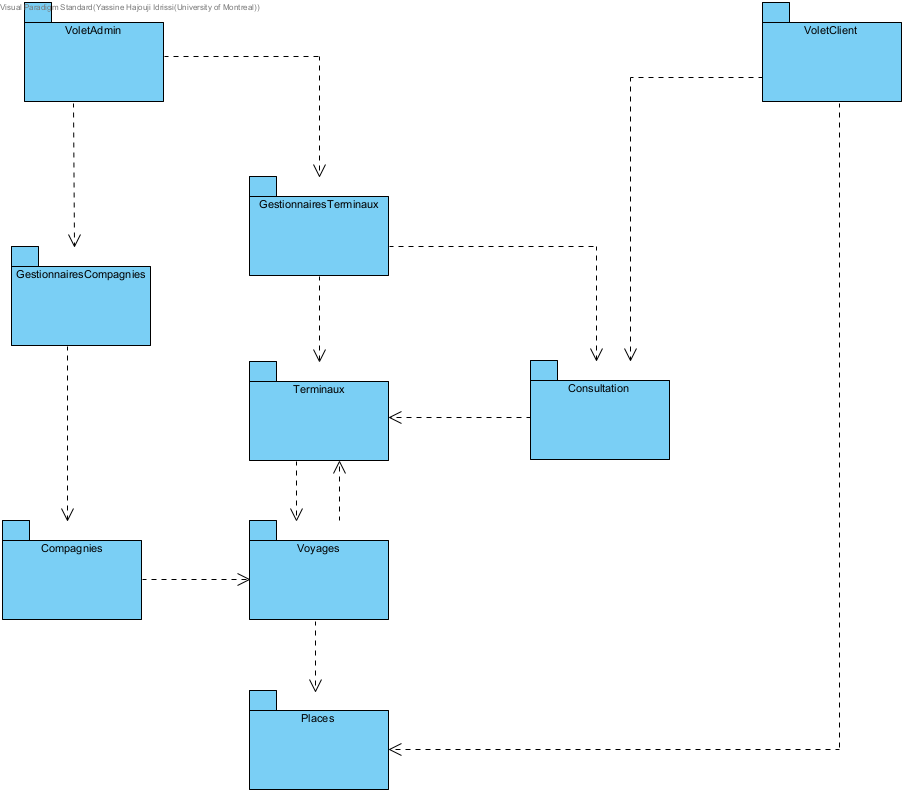 Visual Paradigm Standard(Yassine Hajouji Idrissi(University of Montreal))
VoletAdmin
VoletClient
GestionnairesTerminaux
GestionnairesCompagnies
Terminaux
Consultation
Compagnies
Voyages
Places